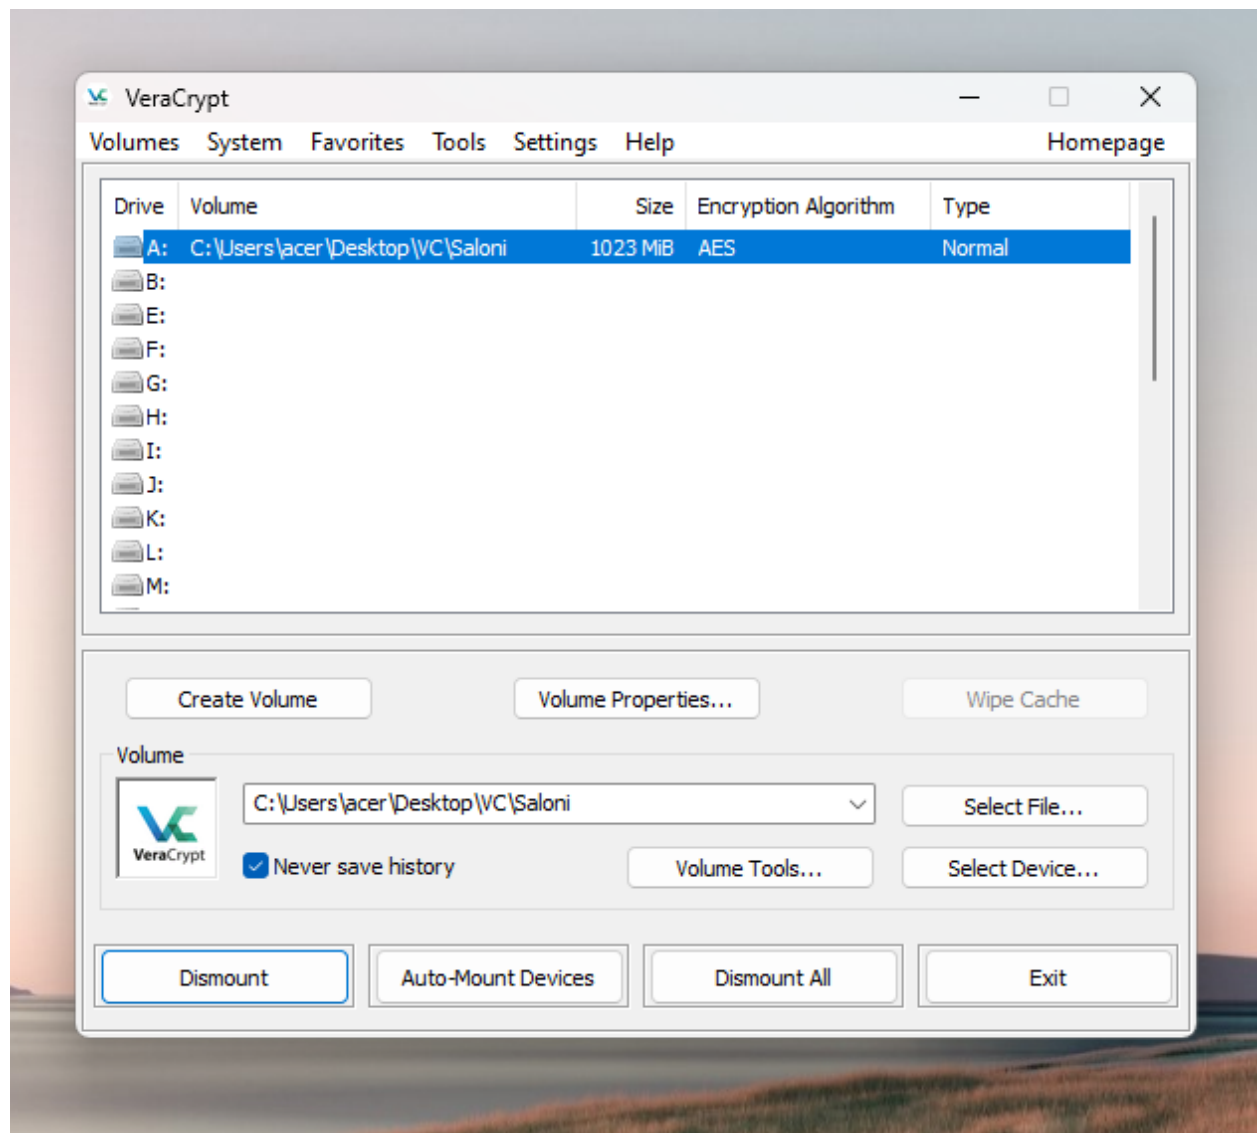 VeraCrypt
Volumes System Favorites Tools Settings Help Homepage
Drive Volume Size Encryption Algorithm Type
A: C:\Users\acer\Desktop\VC\Saloni 1023 MiB AES Normal
B:
E:
F:
G:
H:
I:
J:
K:
L:
M:
Create Volume Volume Properties... Wipe Cache
Volume
VeraCrypt
C:\Users\acer\Desktop\VC\Saloni Select File...
Never save history Volume Tools... Select Device...
Dismount Auto-Mount Devices Dismount All Exit